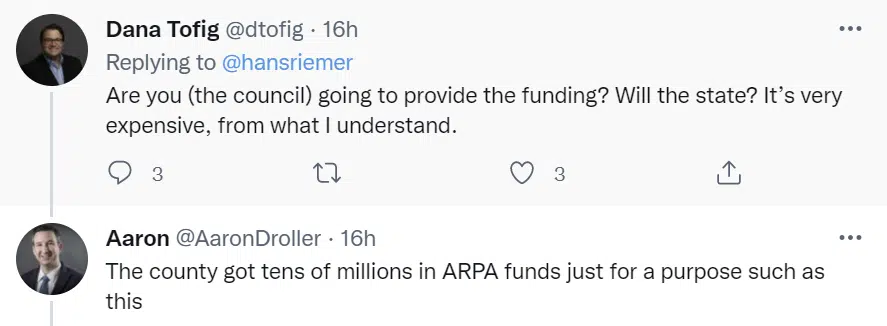 Dana Tofig @dtofig · 16h
Replying to @hansriemer
Are you (the council) going to provide the funding? Will the state? It’s very
expensive, from what I understand.
3 3
Aaron @AaronDroller · 16h
The county got tens of millions in ARPA funds just for a purpose such as
this